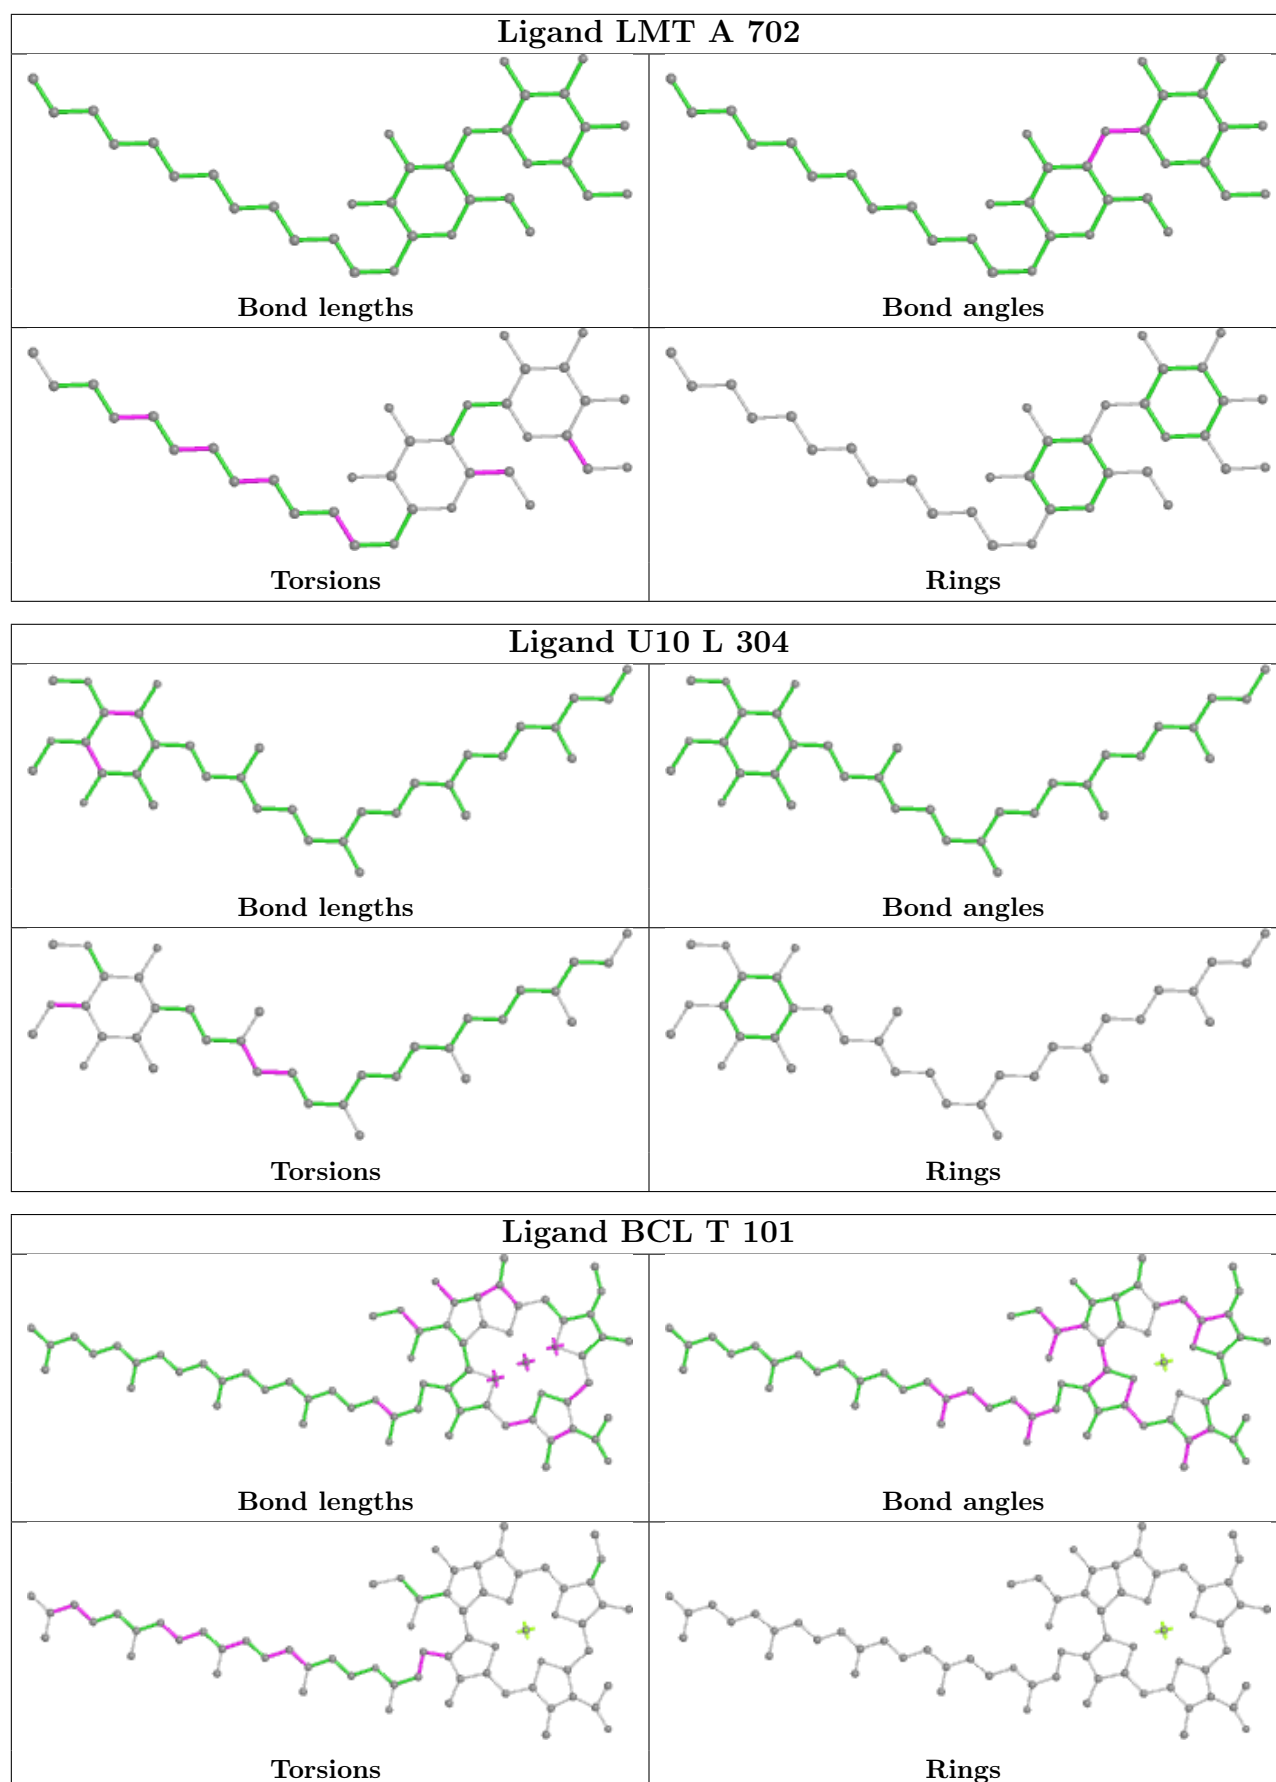 Ligand LMT A 702
Bond lengths
Bond angles
Torsions
Rings
Ligand U10 L 304
Bond lengths
Bond angles
Torsions
Rings
Ligand BCL T 101
Bond lengths
Bond angles
Torsions
Rings